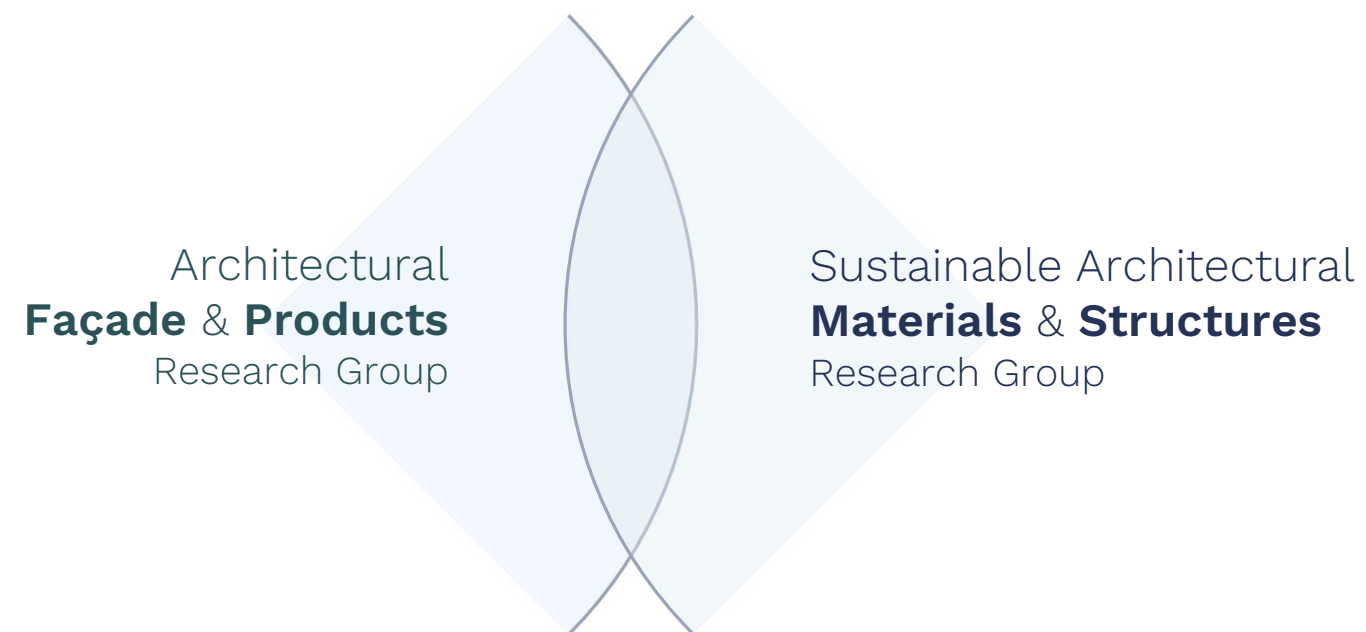 Architectural
Façade & Products
Research Group
Sustainable Architectural
Materials & Structures
Research Group